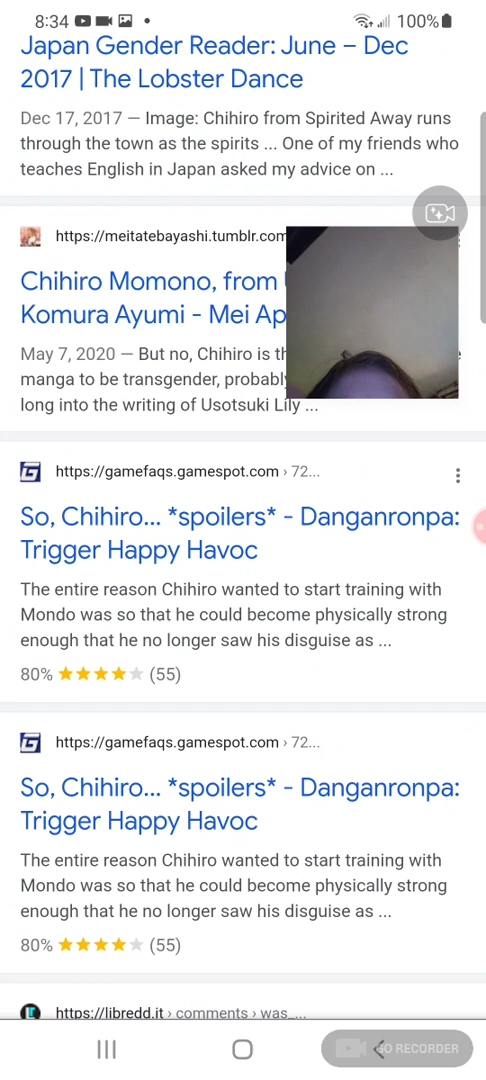 8:34 100%
Japan Gender Reader: June – Dec
2017 | The Lobster Dance
Dec 17, 2017 — Image: Chihiro from Spirited Away runs
through the town as the spirits ... One of my friends who
teaches English in Japan asked my advice on ...
https://meitatebayashi.tumblr.com
Chihiro Momono, from
Komura Ayumi - Mei Ap
May 7, 2020 — But no, Chihiro is th
manga to be transgender, probabl
long into the writing of Usotsuki Lily ...
https://gamefaqs.gamespot.com › 72...
So, Chihiro... *spoilers* - Danganronpa:
Trigger Happy Havoc
The entire reason Chihiro wanted to start training with
Mondo was so that he could become physically strong
enough that he no longer saw his disguise as ...
80% ★★★★★ (55)
https://gamefaqs.gamespot.com › 72...
So, Chihiro... *spoilers* - Danganronpa:
Trigger Happy Havoc
The entire reason Chihiro wanted to start training with
Mondo was so that he could become physically strong
enough that he no longer saw his disguise as ...
80% ★★★★★ (55)
https://libredd.it › comments › was_...
GO RECORDER